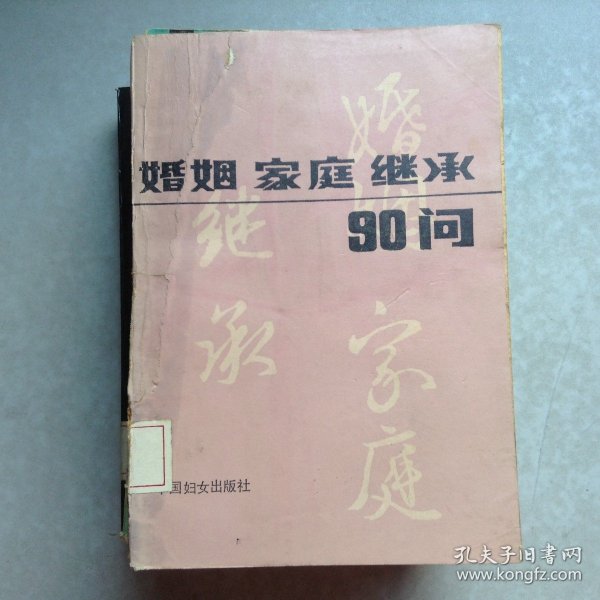 婚姻 家庭 继承
90问
婚姻 家庭
继承
中国妇女出版社
孔夫子旧书网
www.kongfz.com